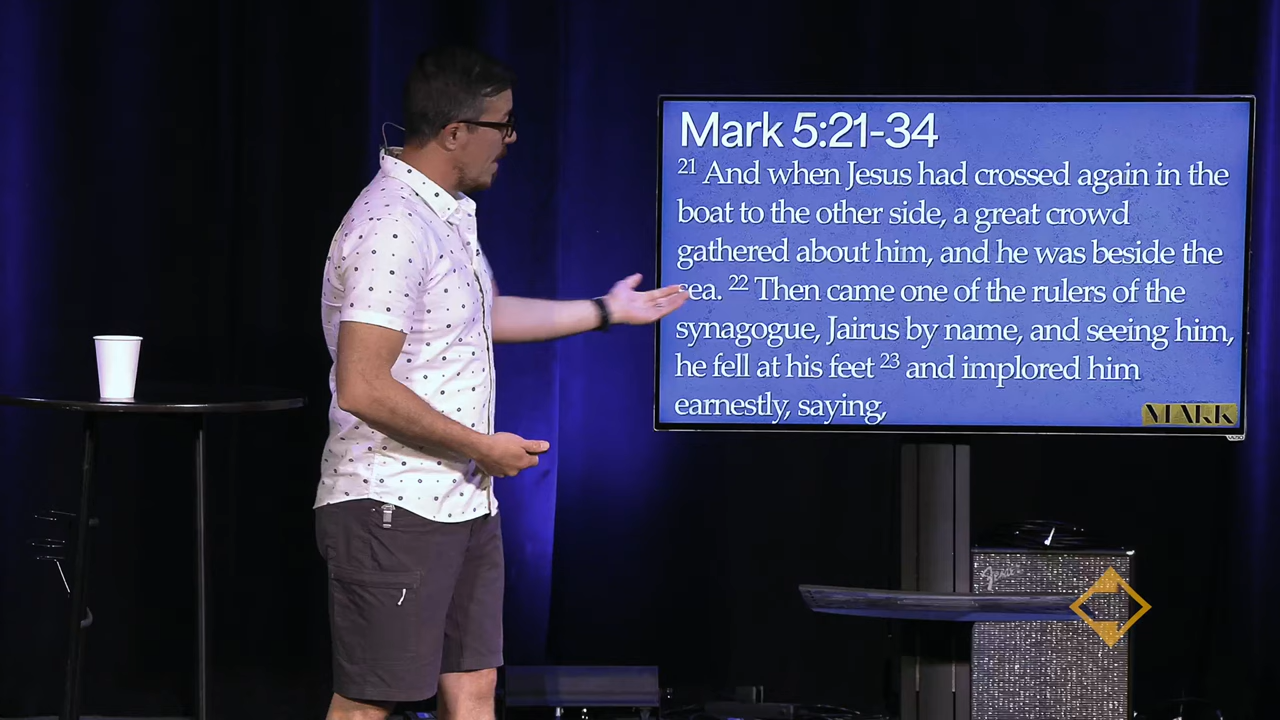 Mark 5:21-34
21 And when Jesus had crossed again in the
boat to the other side, a great crowd
gathered about him, and he was beside the
sea. 22 Then came one of the rulers of the
synagogue, Jairus by name, and seeing him,
he fell at his feet 23 and implored him
earnestly, saying,
MARK
VIZIO
Fender